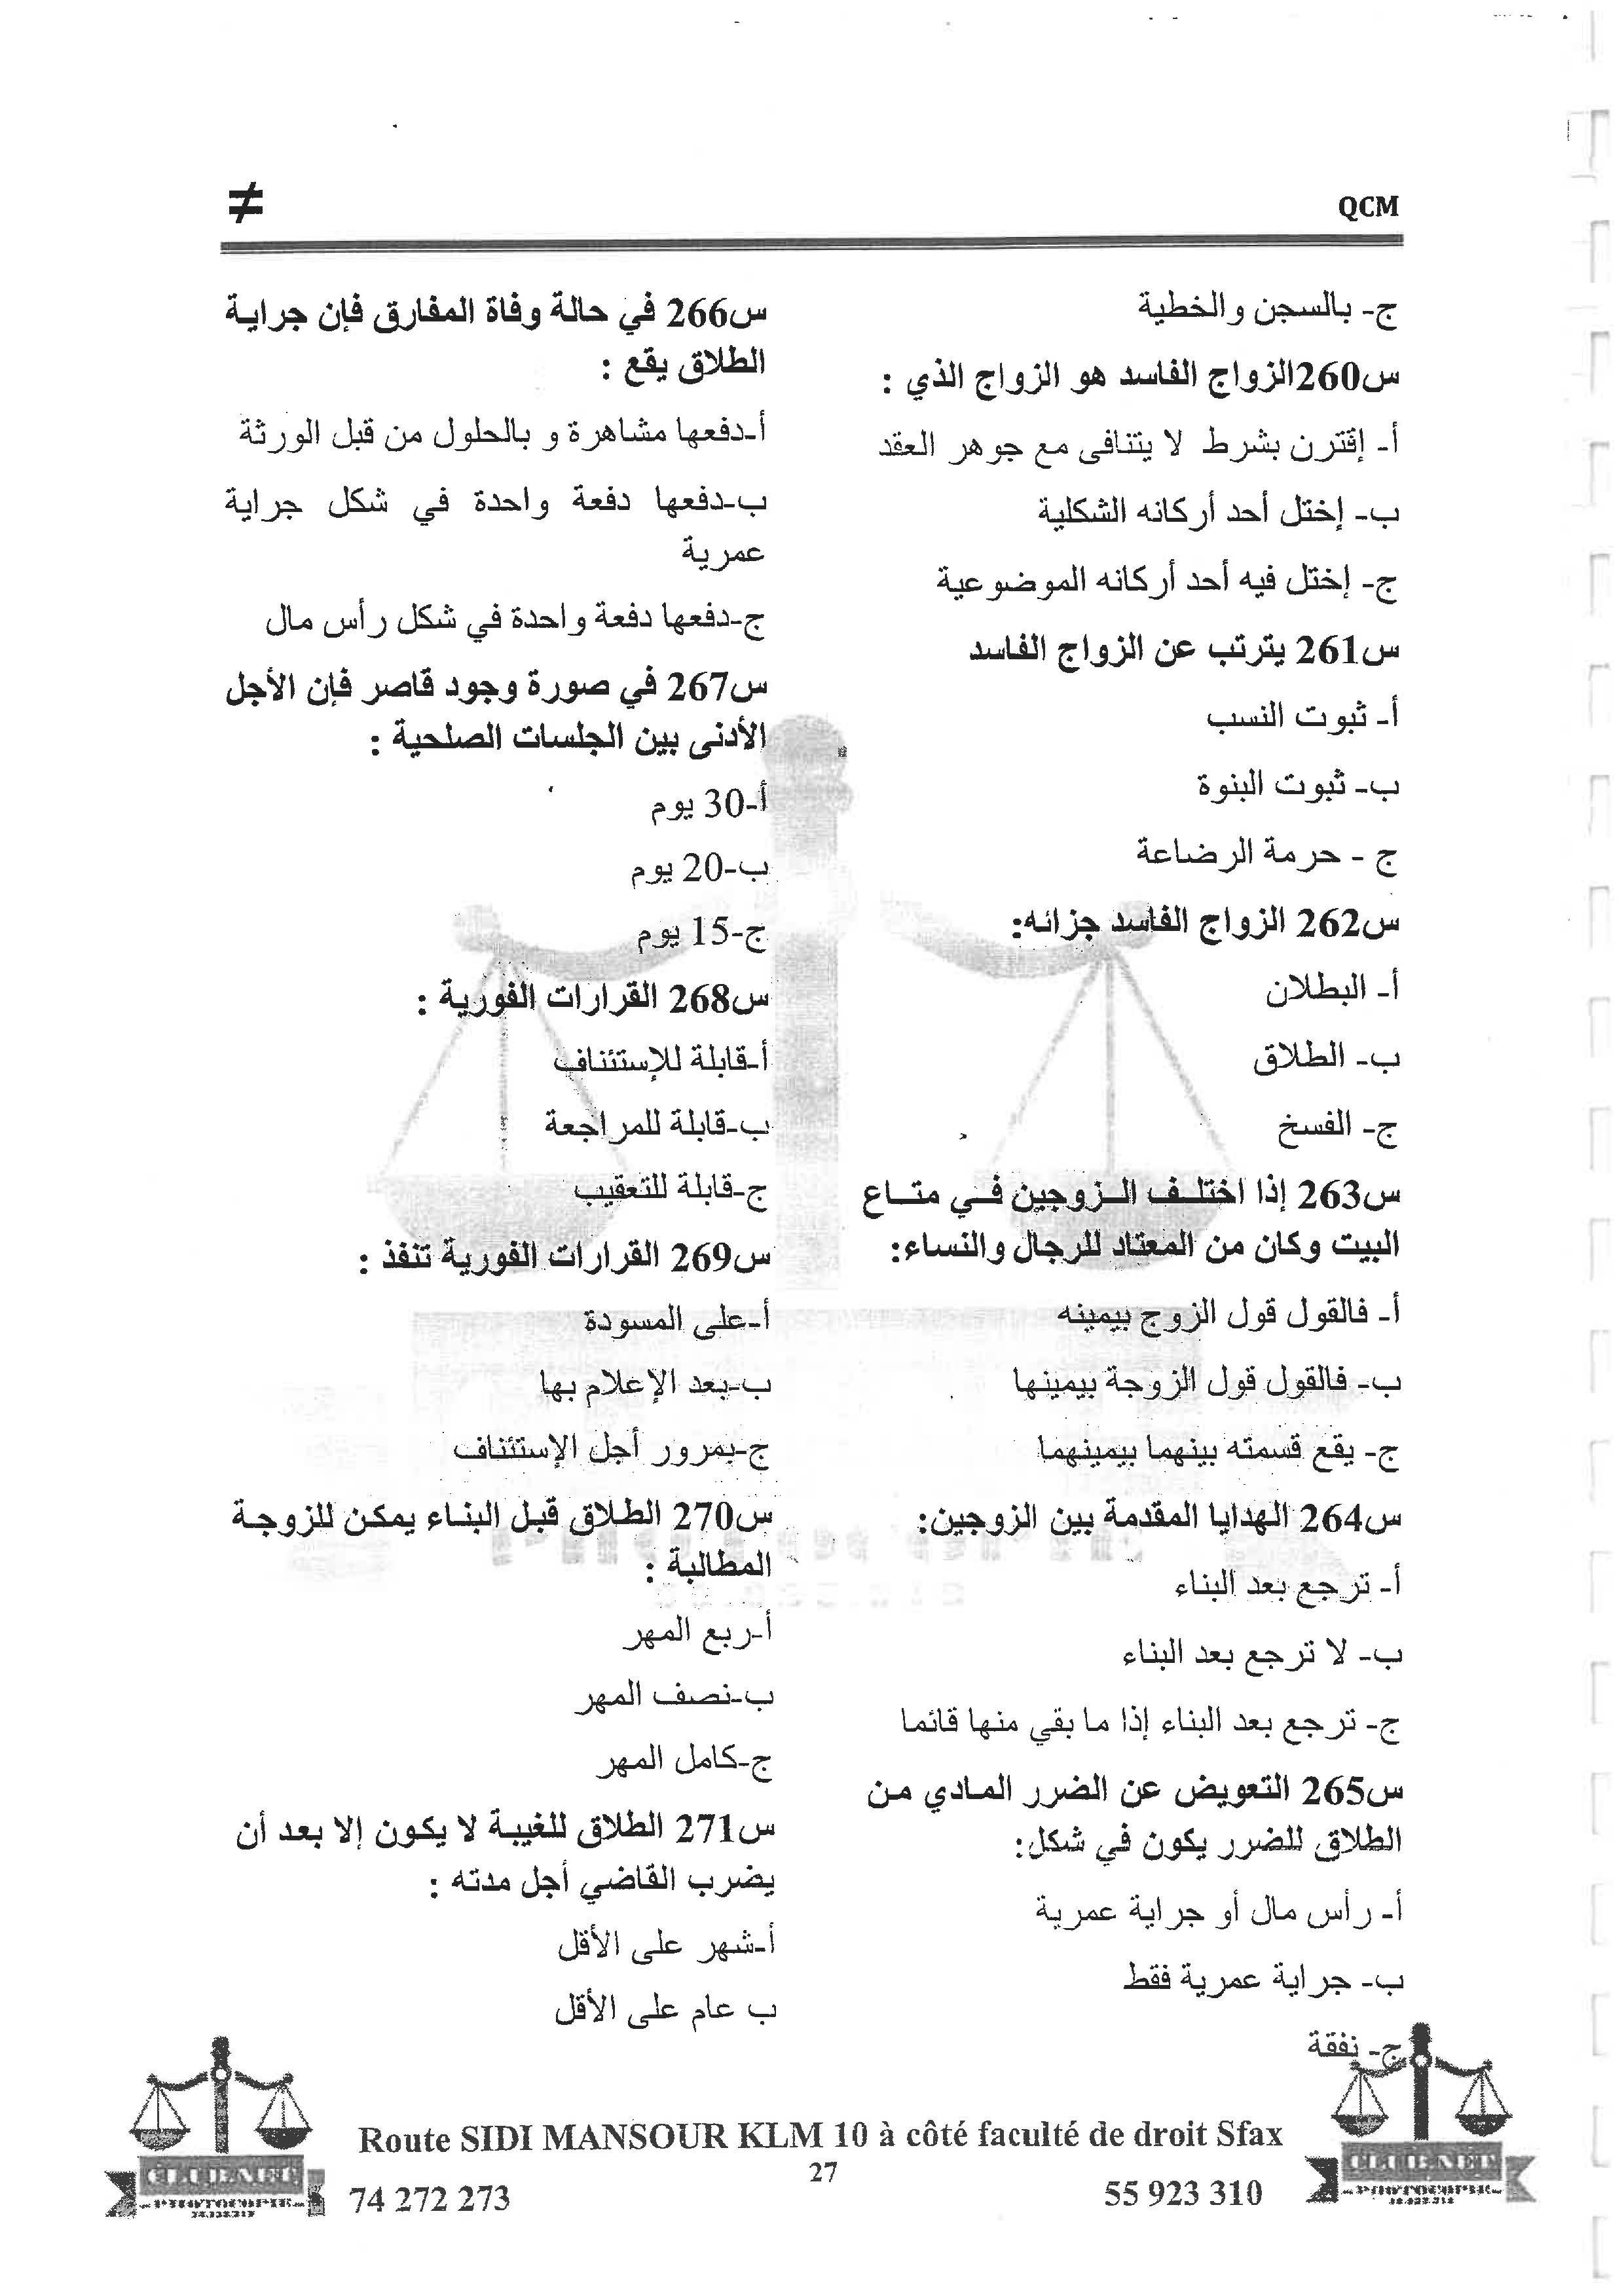 QCM
≠
ج- بالسجن والخطية
س260الزواج الفاسد هو الزواج الذي :
أ- إقترن بشرط لا يتنافى مع جوهر العقد
ب- إختل أحد أركانه الشكلية
ج- إختل فيه أحد أركانه الموضوعية
س261 يترتب عن الزواج الفاسد
أ- ثبوت النسب
ب- ثبوت البنوة
ج - حرمة الرضاعة
س262 الزواج الفاسد جزائه:
أ- البطلان
ب- الطلاق
ج- الفسخ
س263 إذا اختلف الزوجين في متاع
البيت وكان من المعتاد للرجال والنساء:
أ- فالقول قول الزوج بيمينه
ب- فالقول قول الزوجة بيمينها
ج- يقع قسمته بينهما بيمينهما
س264 الهدايا المقدمة بين الزوجين:
أ- ترجع بعد البناء
ب- لا ترجع بعد البناء
ج- ترجع بعد البناء إذا ما بقي منها قائما
س265 التعويض عن الضرر المادي من
الطلاق للضرر يكون في شكل:
أ- رأس مال أو جراية عمرية
ب- جراية عمرية فقط
ج- نفقة
س266 في حالة وفاة المفارق فإن جراية
الطلاق يقع :
أ-دفعها مشاهرة و بالحلول من قبل الورثة
ب-دفعها دفعة واحدة في شكل جراية
عمرية
ج-دفعها دفعة واحدة في شكل رأس مال
س267 في صورة وجود قاصر فإن الأجل
الأدنى بين الجلسات الصلحية :
أ-30 يوم
ب-20 يوم
ج-15 يوم
س268 القرارات الفورية :
أ-قابلة للإستئناف
ب-قابلة للمراجعة
ج-قابلة للتعقيب
س269 القرارات الفورية تنفذ :
أ-على المسودة
ب-بعد الإعلام بها
ج-بمرور أجل الإستئناف
س270 الطلاق قبل البناء يمكن للزوجة
المطالبة :
أ-ربع المهر
ب-نصف المهر
ج-كامل المهر
س271 الطلاق للغيبة لا يكون إلا بعد أن
يضرب القاضي أجل مدته :
أ-شهر على الأقل
ب عام على الأقل
Route SIDI MANSOUR KLM 10 à côté faculté de droit Sfax
27
74 272 273
55 923 310
CLUB.NET
PHOTOCOPIE
CLUB.NET
PHOTOCOPIE